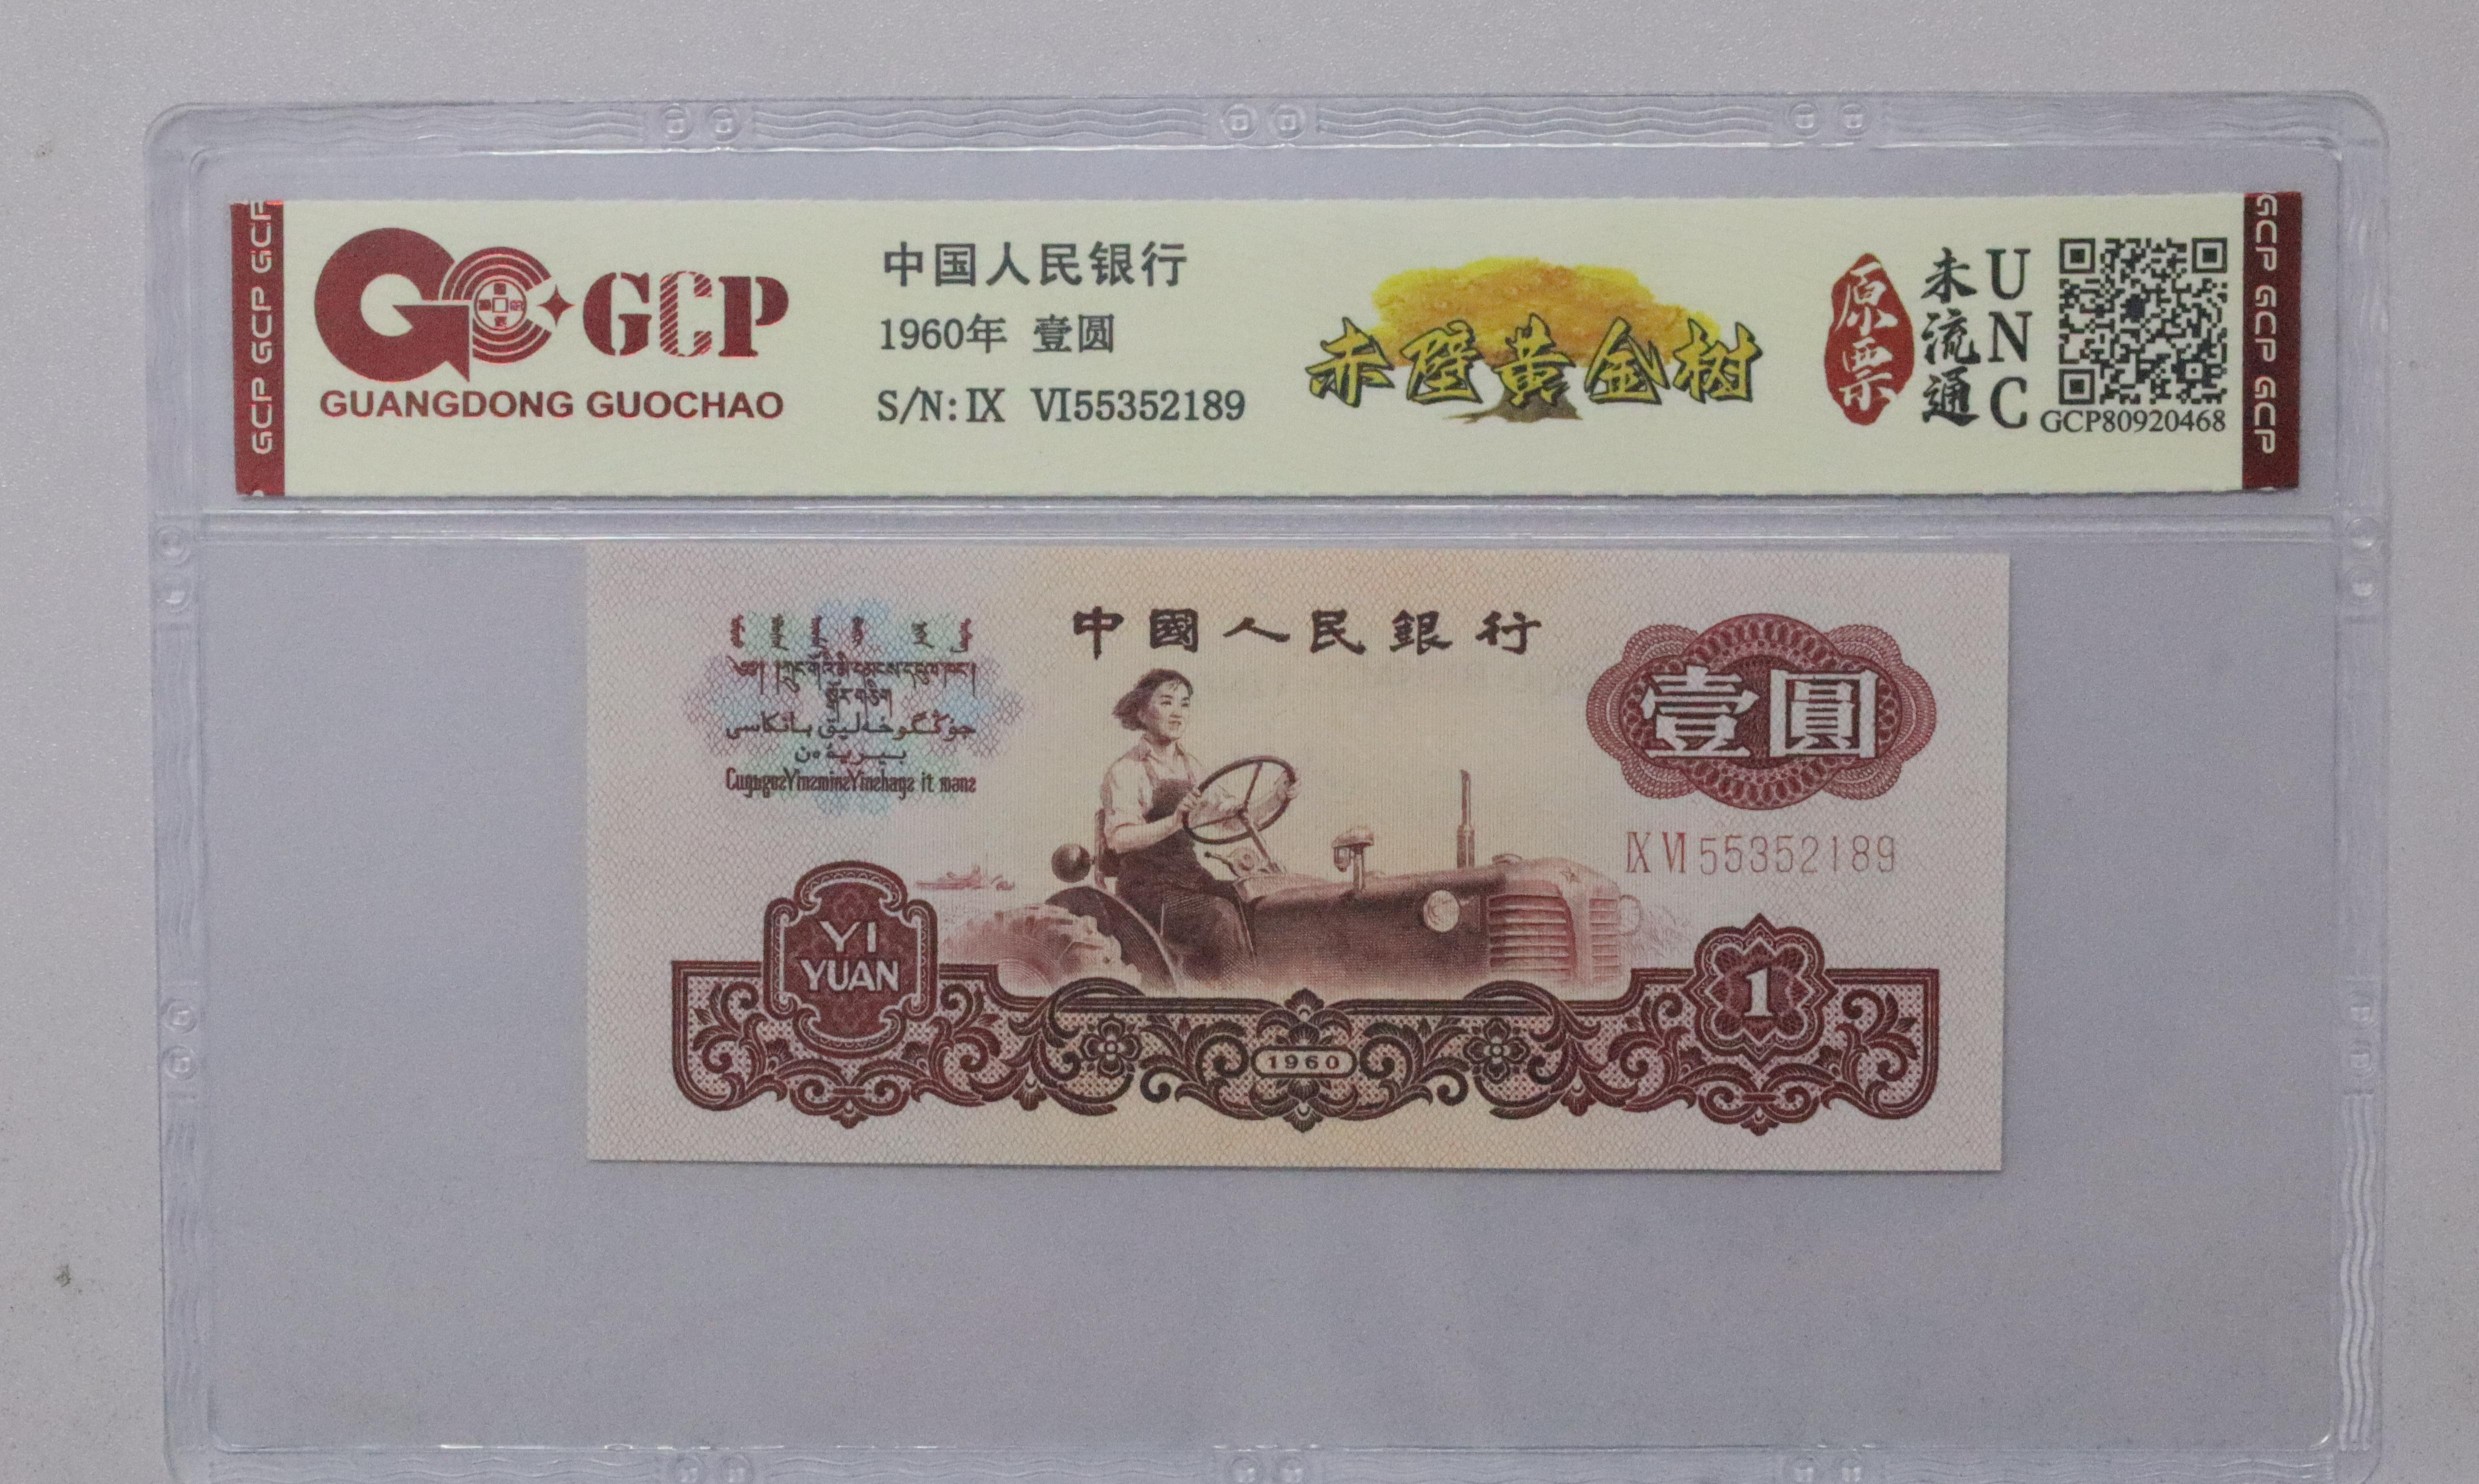 GCP GCP GCP
GCP
GUANGDONG GUOCHAO
中国人民银行
1960年 壹圆
S/N: IX VI55352189
赤壁黄金树
原票
未流通
UNC
GCP80920468
GCP GCP GCP
中國人民銀行
壹圓
جۇڭگو خەلىق بانكاسى
بىر يۈەن
IX VI 55352189
YI
YUAN
1
1960